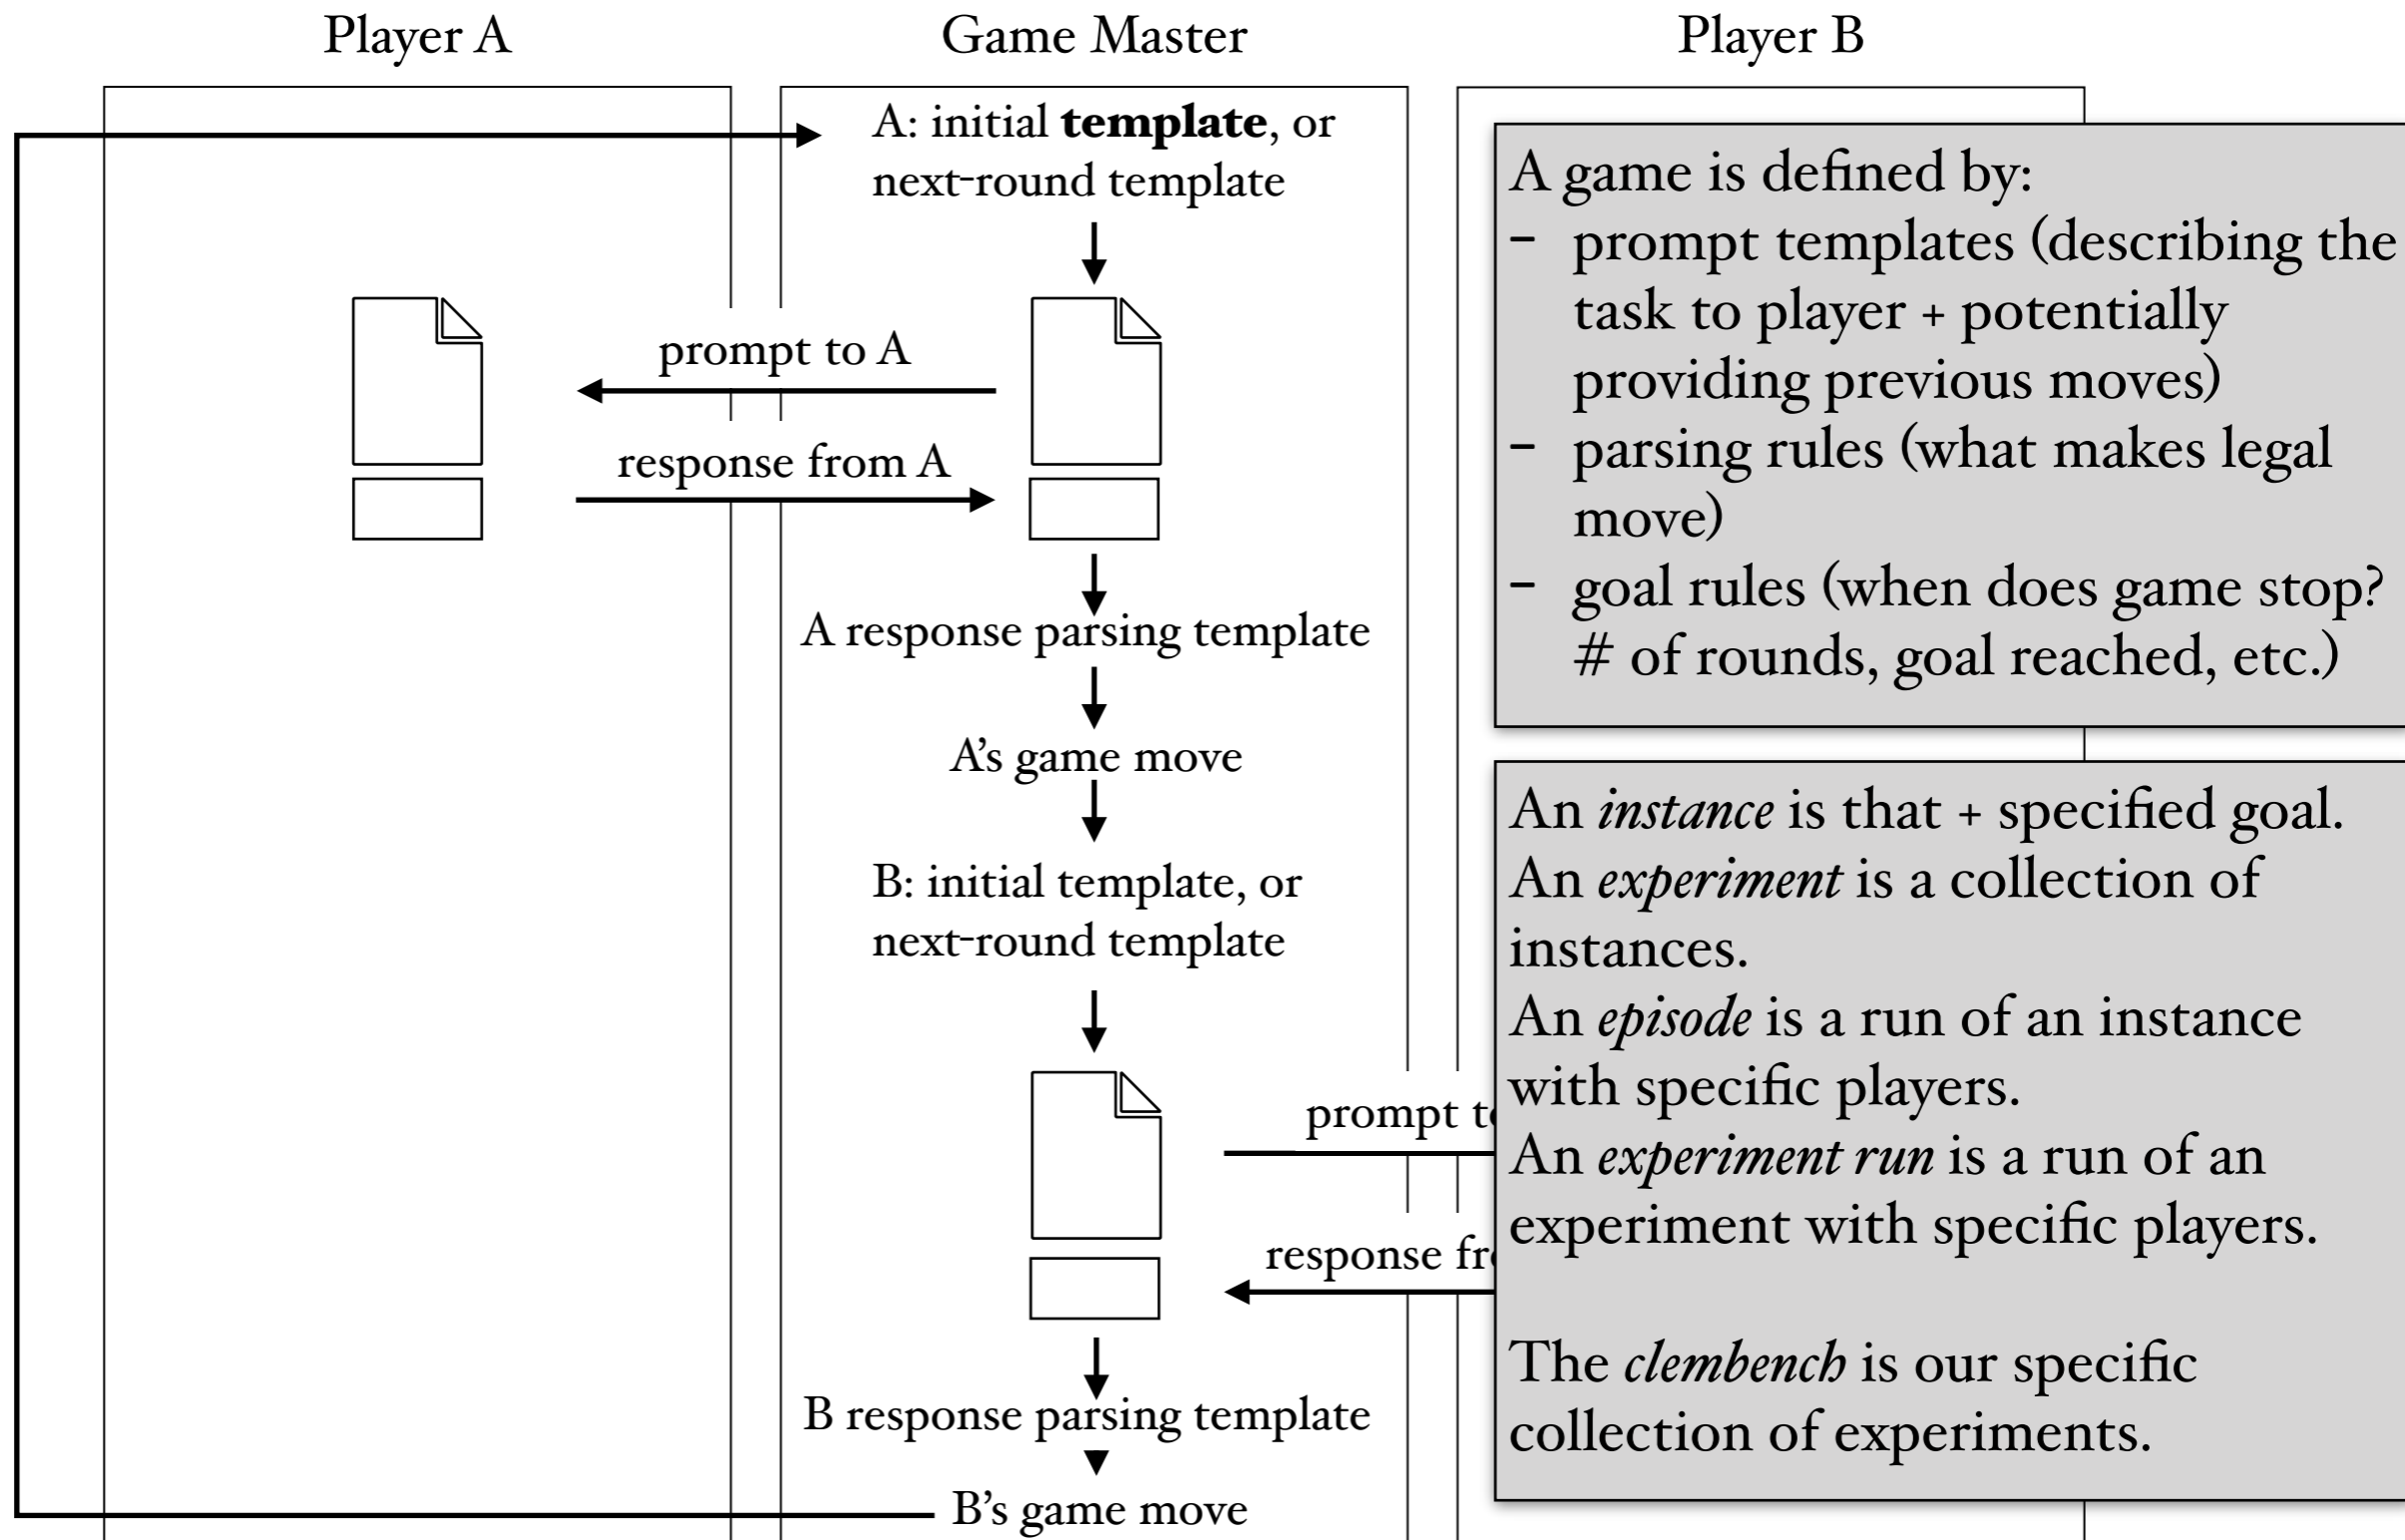 Player A
Game Master
Player B
A: initial template, or
next-round template
prompt to A
response from A
A response parsing template
A's game move
B: initial template, or
next-round template
prompt
response
B response parsing template
B's game move
A game is defined by:
- prompt templates (describing the
task to player + potentially
providing previous moves)
- parsing rules (what makes legal
move)
- goal rules (when does game stop?
# of rounds, goal reached, etc.)
An instance is that + specified goal.
An experiment is a collection of
instances.
An episode is a run of an instance
with specific players.
An experiment run is a run of an
experiment with specific players.
The clembench is our specific
collection of experiments.